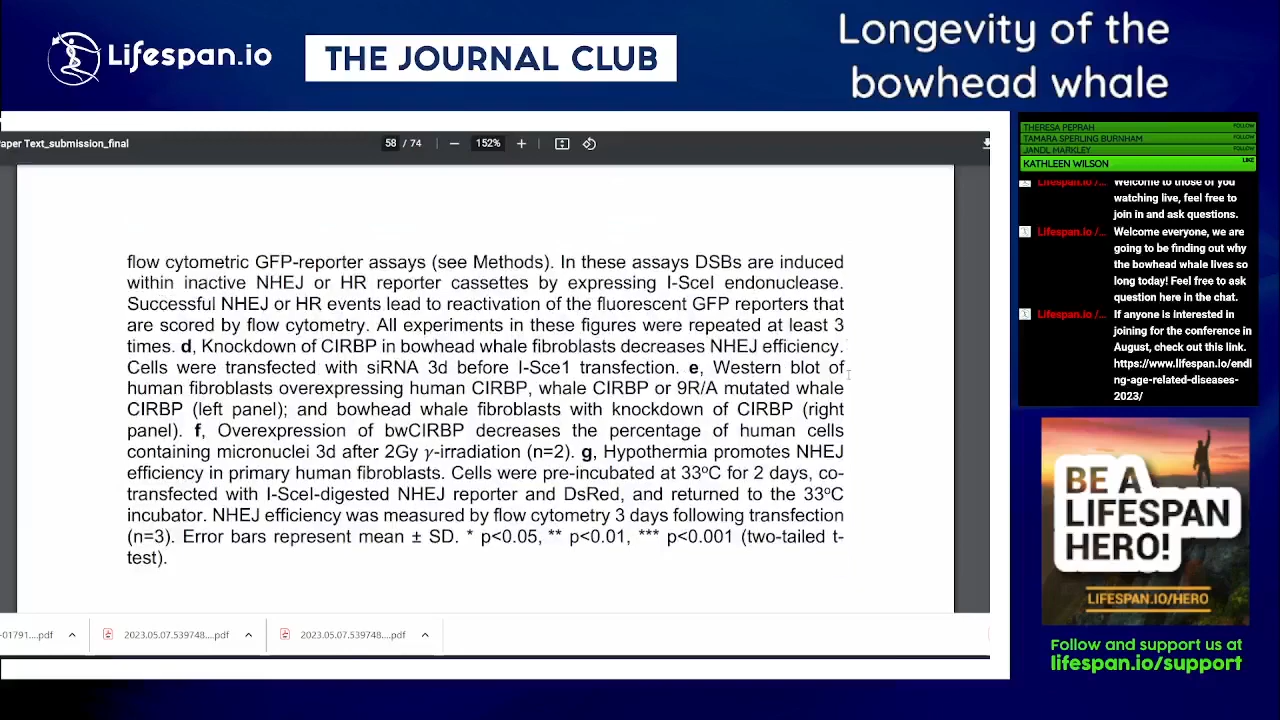 Lifespan.io
THE JOURNAL CLUB
Longevity of the
bowhead whale
aper Text_submission_final
58 / 74
152%
flow cytometric GFP-reporter assays (see Methods). In these assays DSBs are induced
within inactive NHEJ or HR reporter cassettes by expressing I-SceI endonuclease.
Successful NHEJ or HR events lead to reactivation of the fluorescent GFP reporters that
are scored by flow cytometry. All experiments in these figures were repeated at least 3
times. d, Knockdown of CIRBP in bowhead whale fibroblasts decreases NHEJ efficiency.
Cells were transfected with siRNA 3d before I-Sce1 transfection. e, Western blot of
human fibroblasts overexpressing human CIRBP, whale CIRBP or 9R/A mutated whale
CIRBP (left panel); and bowhead whale fibroblasts with knockdown of CIRBP (right
panel). f, Overexpression of bwCIRBP decreases the percentage of human cells
containing micronuclei 3d after 2Gy γ-irradiation (n=2). g, Hypothermia promotes NHEJ
efficiency in primary human fibroblasts. Cells were pre-incubated at 33ºC for 2 days, co-
transfected with I-SceI-digested NHEJ reporter and DsRed, and returned to the 33ºC
incubator. NHEJ efficiency was measured by flow cytometry 3 days following transfection
(n=3). Error bars represent mean ± SD. * p<0.05, ** p<0.01, *** p<0.001 (two-tailed t-
test).
-01791....pdf
2023.05.07.539748....pdf
2023.05.07.539748....pdf
THERESA PEPRAH FOLLOW
TAMARA SPERLING BURNHAM FOLLOW
JANDL MARKLEY FOLLOW
KATHLEEN WILSON LIKE
Lifespan.io /... Welcome to those of you
watching live, feel free to
join in and ask questions.
Lifespan.io /... Welcome everyone, we are
going to be finding out why
the bowhead whale lives so
long today! Feel free to ask
question here in the chat.
Lifespan.io /... If anyone is interested in
joining for the conference in
August, check out this link.
https://www.lifespan.io/endi
ng-age-related-diseases-
2023/
BE A
LIFESPAN
HERO!
LIFESPAN.IO/HERO
Follow and support us at
lifespan.io/support